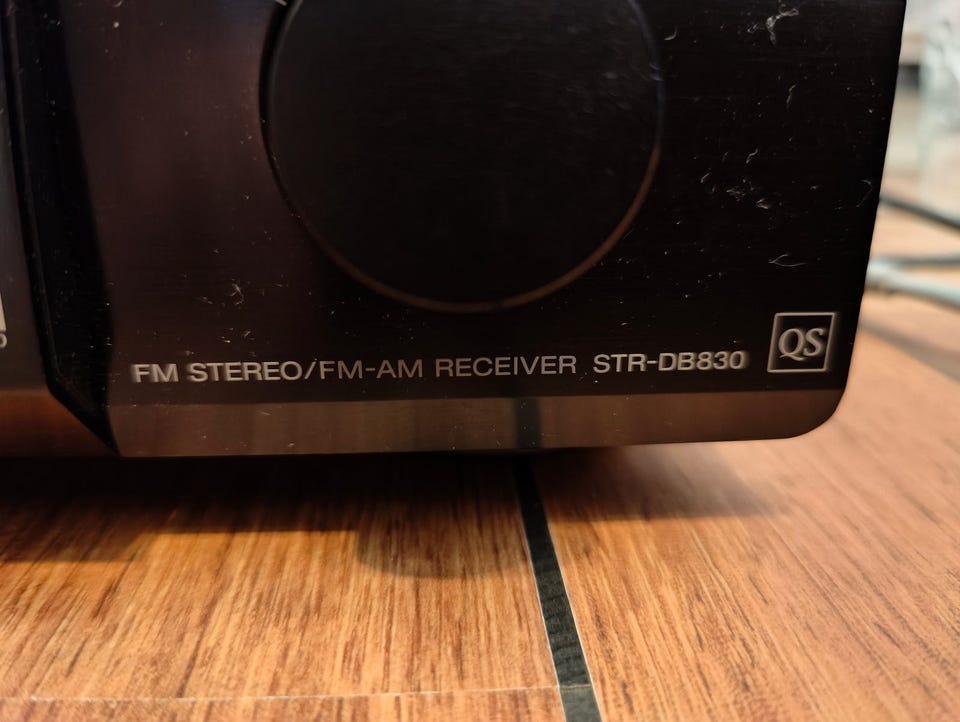 FM STEREO/FM-AM RECEIVER STR-DB830
QS